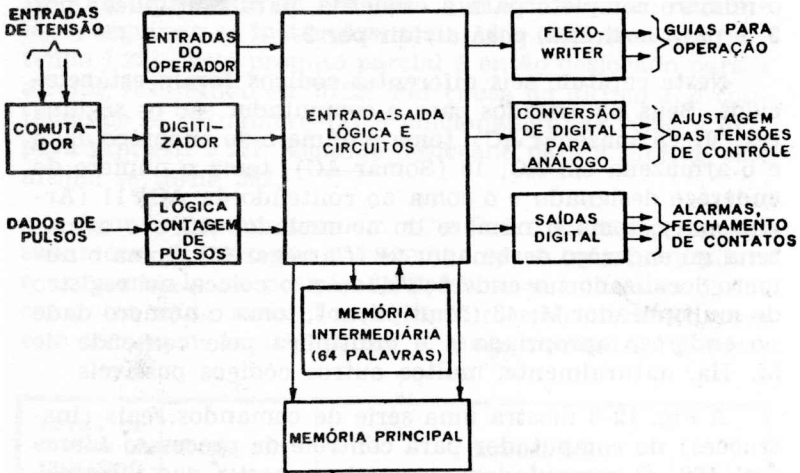 ENTRADAS
DE TENSÃO
COMUTA-
DOR
DADOS DE
PULSOS
ENTRADAS
DO
OPERADOR
DIGITI-
ZADOR
LÓGICA
CONTAGEM
DE
PULSOS
ENTRADA-SAIDA
LÓGICA E
CIRCUITOS
MEMÓRIA
INTERMEDIÁRIA
(64 PALAVRAS)
MEMÓRIA PRINCIPAL
FLEXO-
WRITER
CONVERSÃO
DE DIGITAL
PARA
ANÁLOGO
SAÍDAS
DIGITAL
GUIAS PARA
OPERAÇÃO
AJUSTAGEM
DAS TENSÕES
DE CONTRÔLE
ALARMAS,
FECHAMENTO
DE CONTATOS